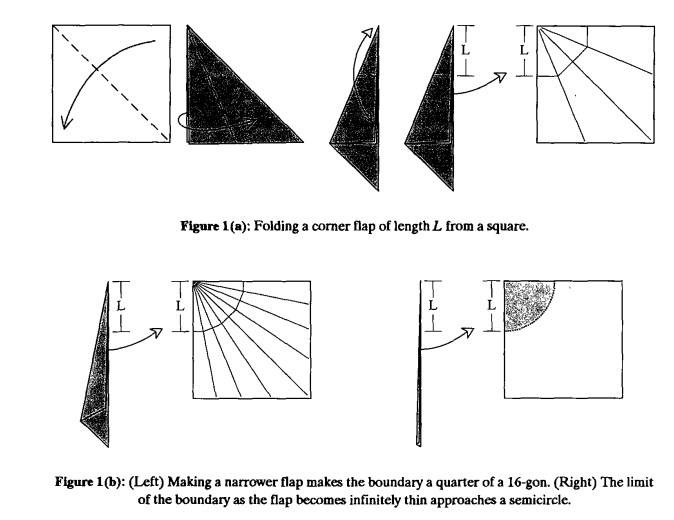 L
L
Figure 1(a): Folding a corner flap of length L from a square.
L
L
L
L
Figure 1(b): (Left) Making a narrower flap makes the boundary a quarter of a 16-gon. (Right) The limit
of the boundary as the flap becomes infinitely thin approaches a semicircle.